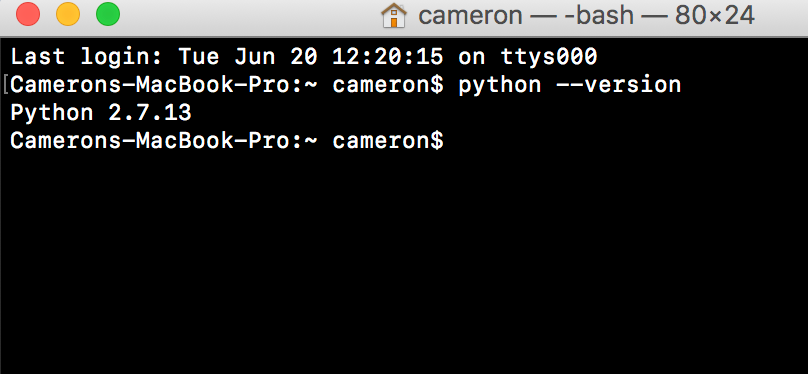 cameron — -bash — 80×24
Last login: Tue Jun 20 12:20:15 on ttys000
[Camerons-MacBook-Pro:~ cameron$ python --version
Python 2.7.13
Camerons-MacBook-Pro:~ cameron$